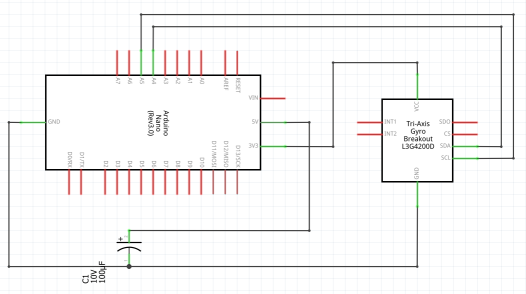 A7
A6
A5
A4
A3
A2
A1
A0
AREF
RESET
VIN
5V
3V3
GND
Arduino
Nano
(Rev3.0)
D0/RX
D1/TX
D2
D3
D4
D5
D6
D7
D8
D9
D10
D11/MOSI
D12/MISO
D13/SCK
VCC
INT1
INT2
Tri-Axis
Gyro
Breakout
L3G4200D
SDO
CS
SDA
SCL
GND
+
C1
10V
100µF